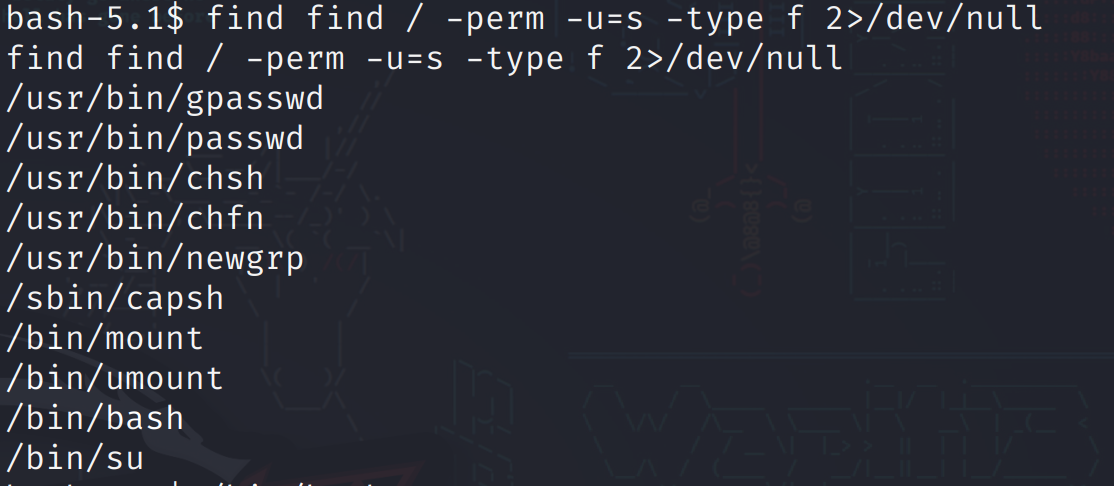 bash-5.1$ find find / -perm -u=s -type f 2>/dev/null
find find / -perm -u=s -type f 2>/dev/null
/usr/bin/gpasswd
/usr/bin/passwd
/usr/bin/chsh
/usr/bin/chfn
/usr/bin/newgrp
/sbin/capsh
/bin/mount
/bin/umount
/bin/bash
/bin/su